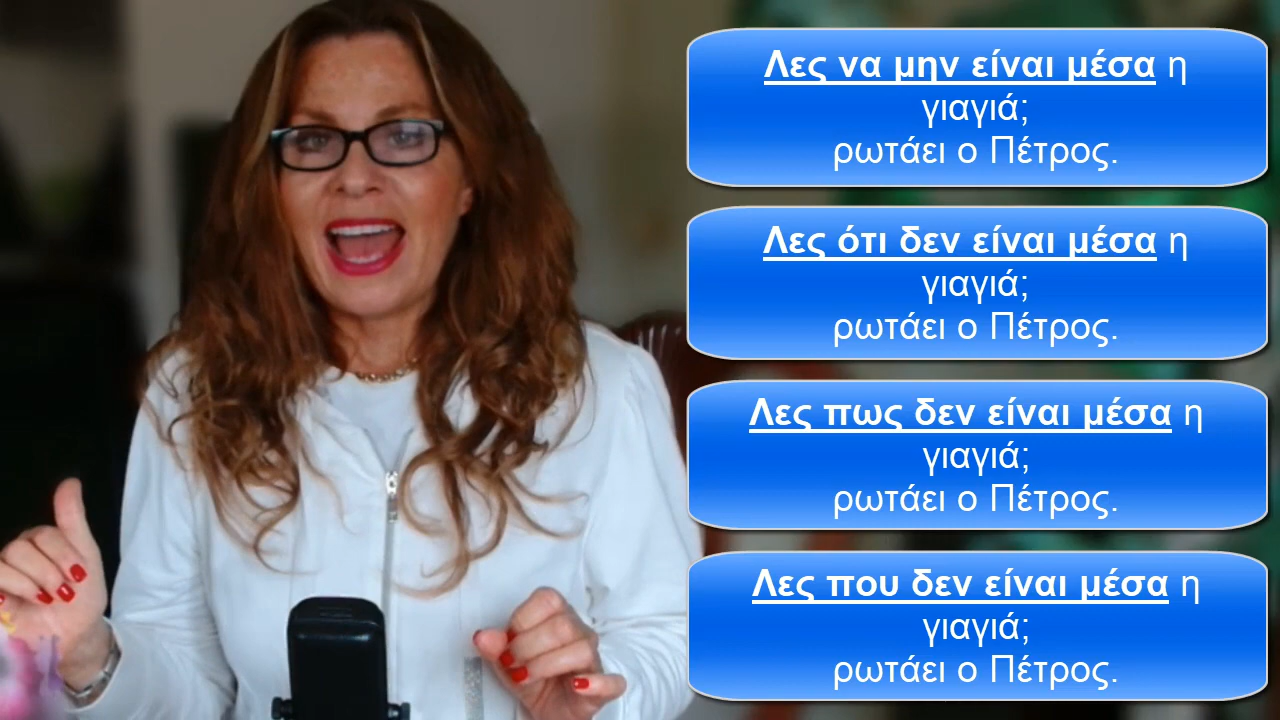 Λες να μην είναι μέσα η
γιαγιά;
ρωτάει ο Πέτρος.
Λες ότι δεν είναι μέσα η
γιαγιά;
ρωτάει ο Πέτρος.
Λες πως δεν είναι μέσα η
γιαγιά;
ρωτάει ο Πέτρος.
Λες που δεν είναι μέσα η
γιαγιά;
ρωτάει ο Πέτρος.